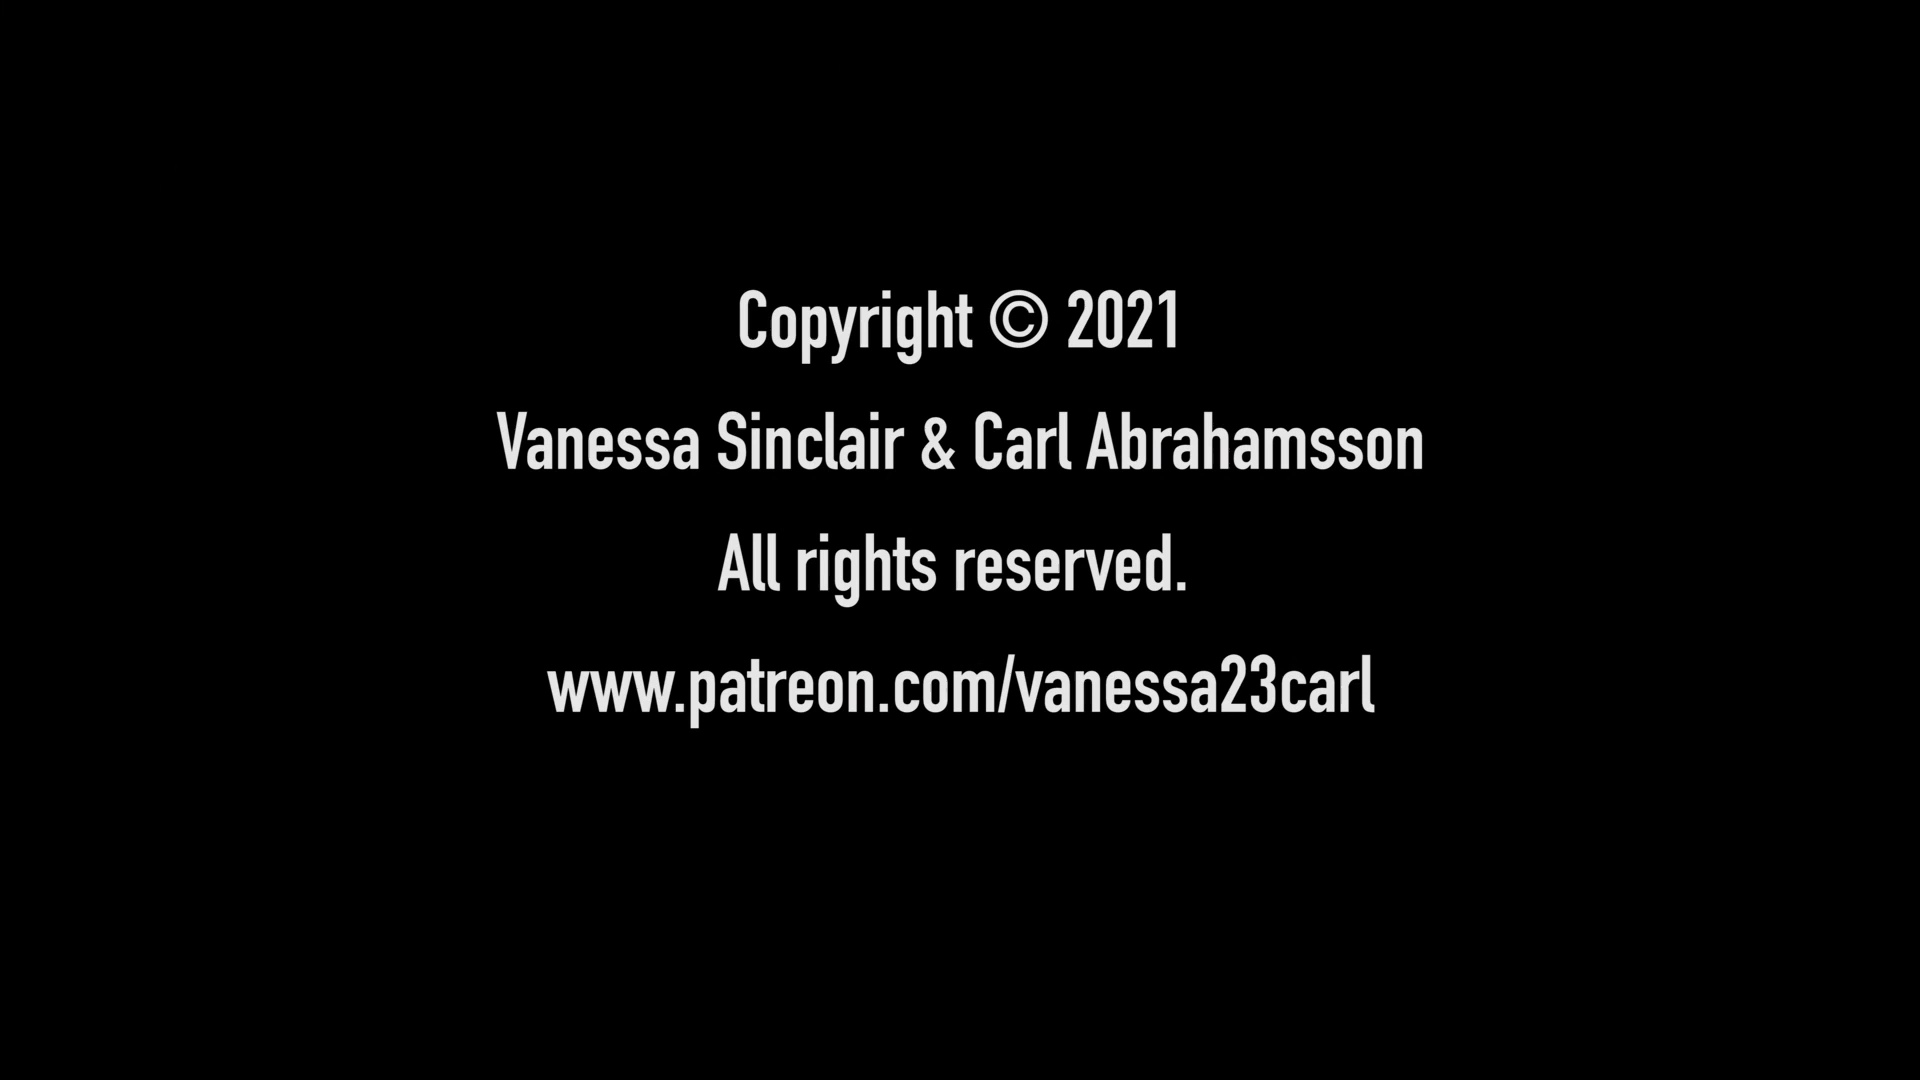 Copyright © 2021
Vanessa Sinclair & Carl Abrahamsson
All rights reserved.
www.patreon.com/vanessa23carl